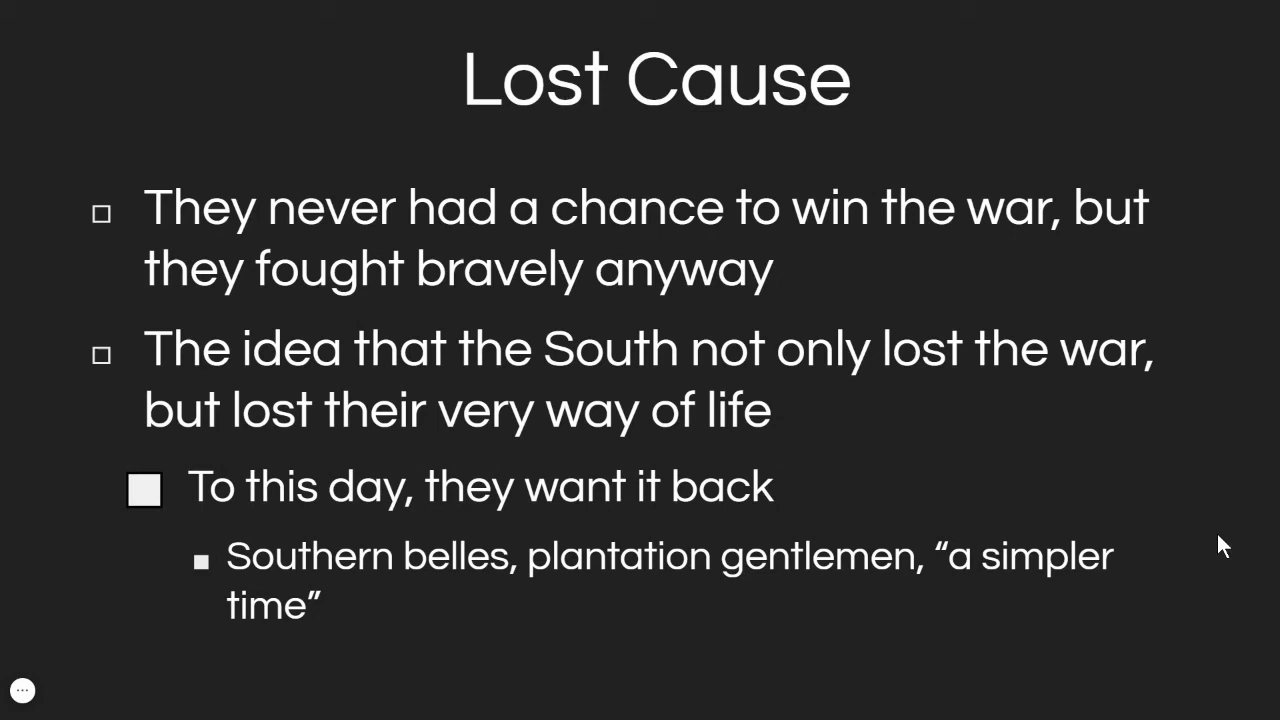 Lost Cause
They never had a chance to win the war, but
they fought bravely anyway
The idea that the South not only lost the war,
but lost their very way of life
To this day, they want it back
Southern belles, plantation gentlemen, “a simpler
time”